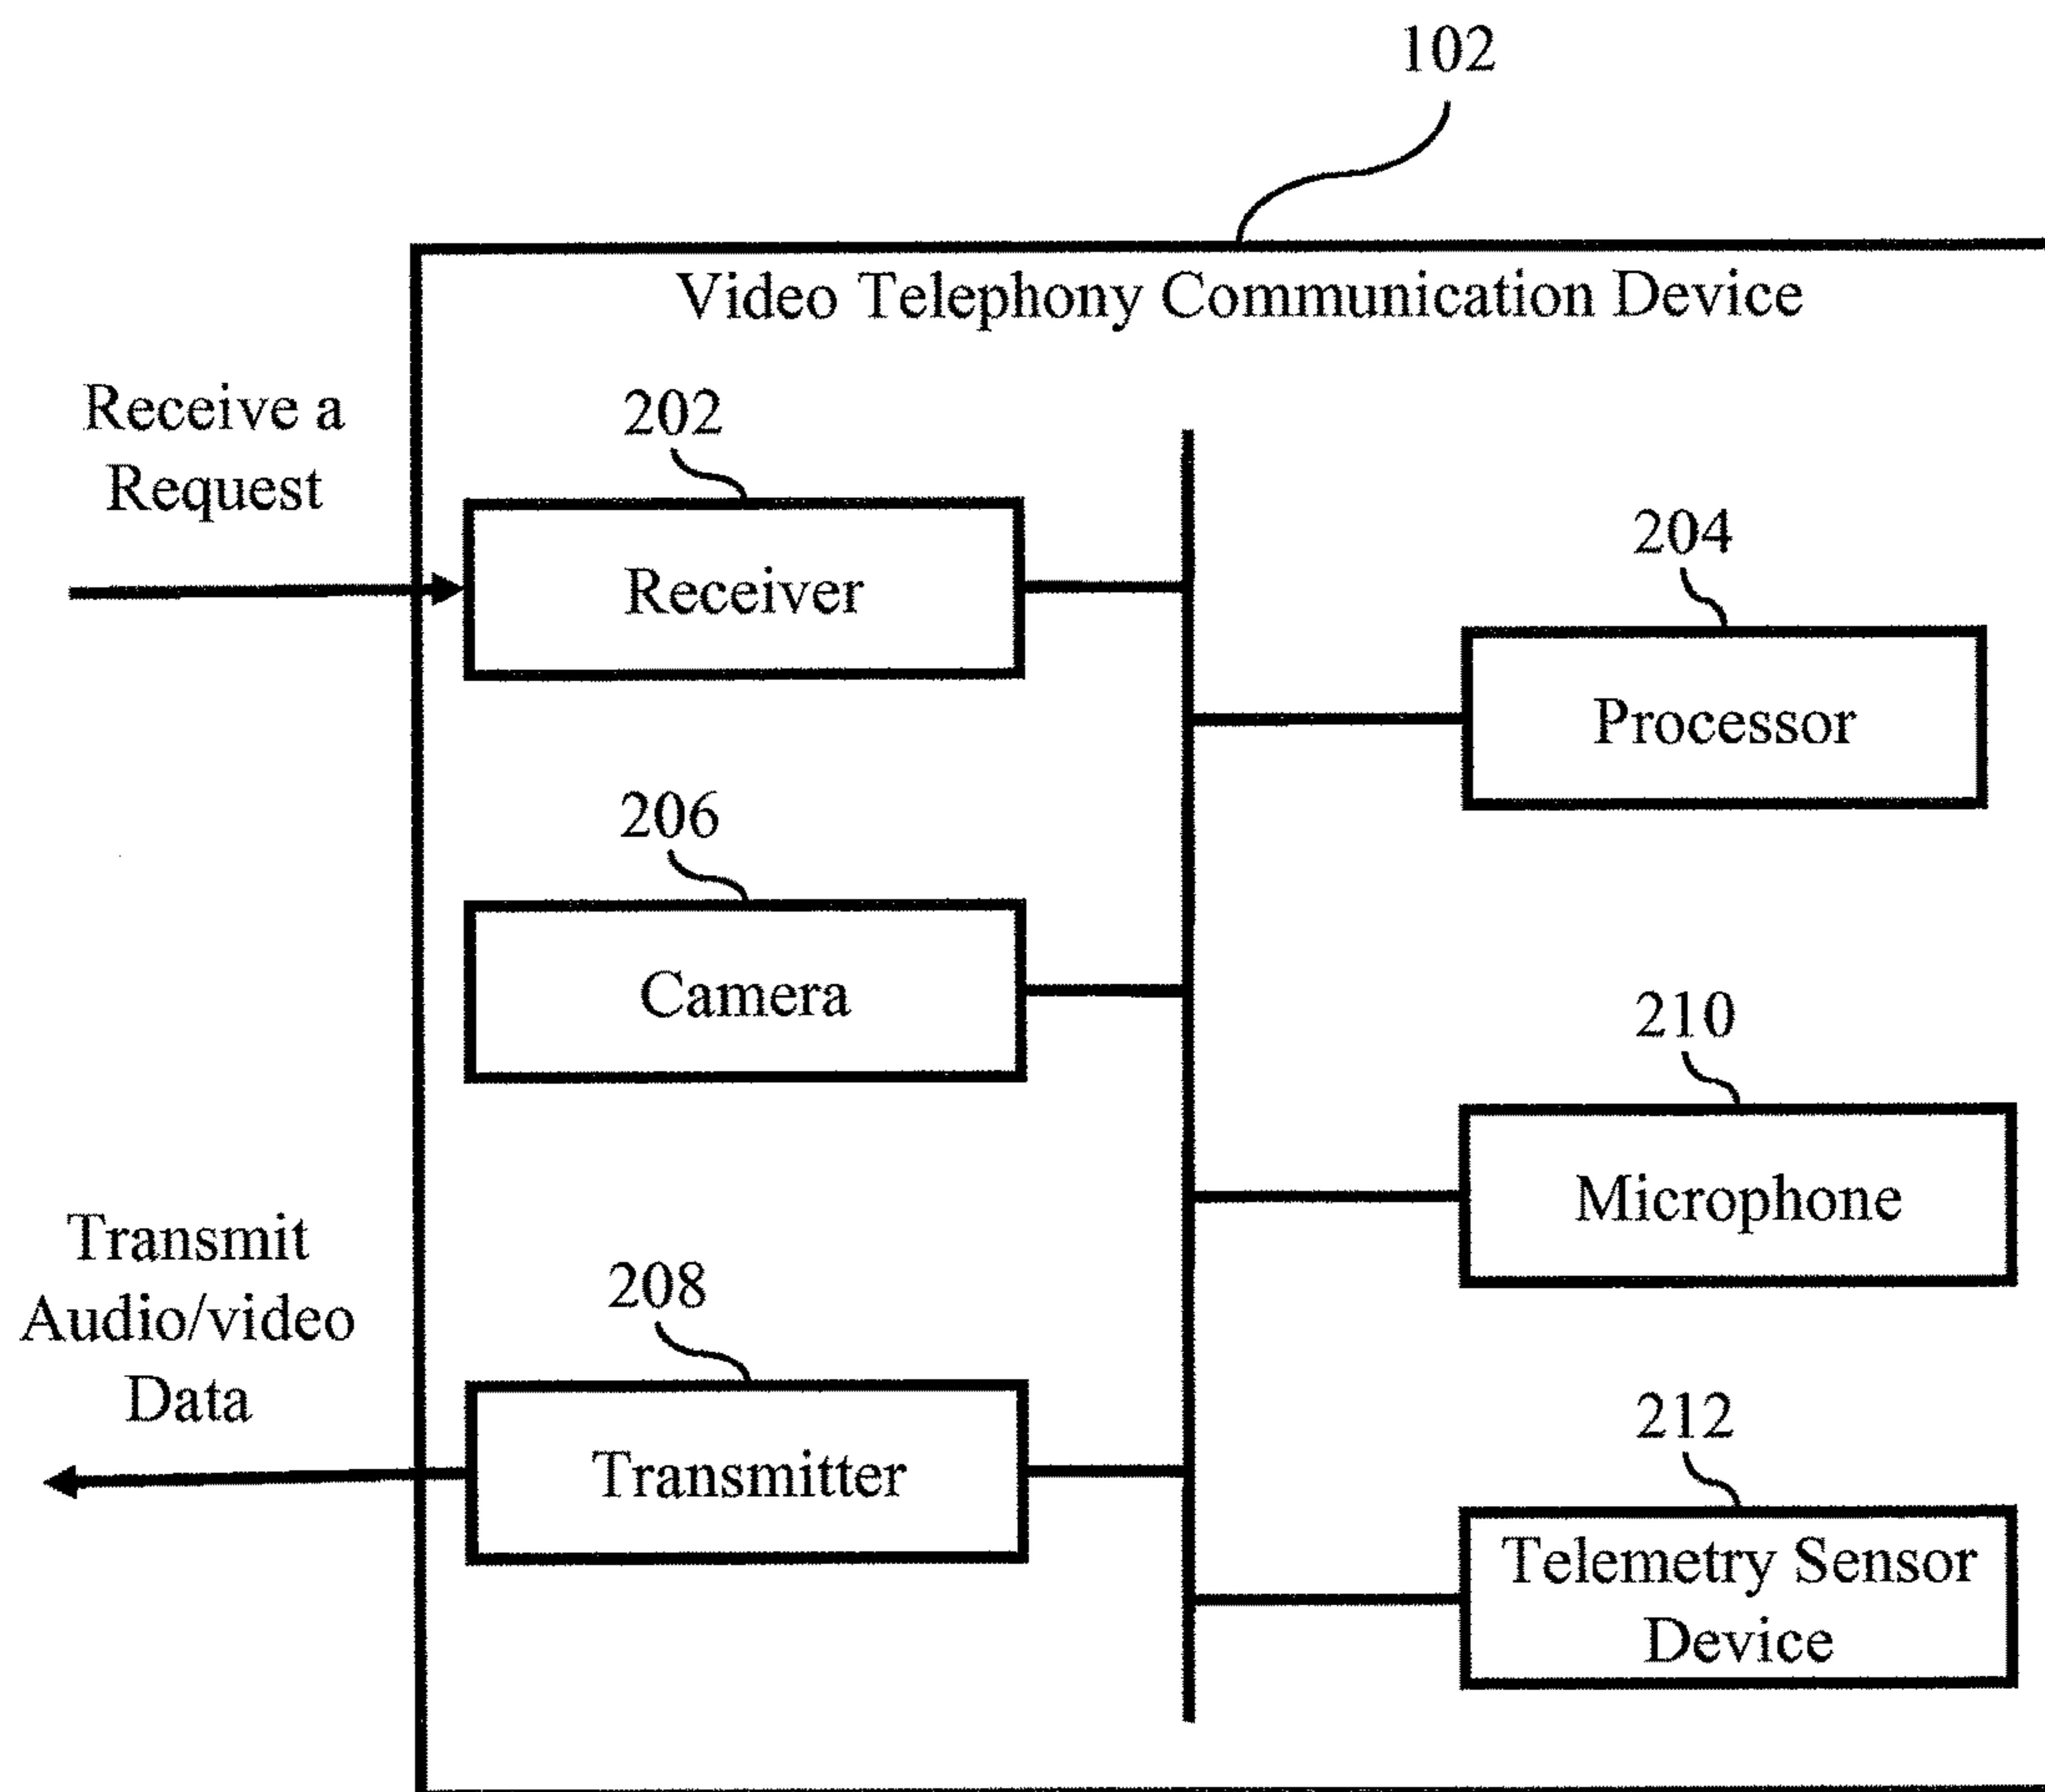 102
Video Telephony Communication Device
Receive a
Request
202
Receiver
204
Processor
206
Camera
210
Microphone
Transmit
Audio/video
Data
208
Transmitter
212
Telemetry Sensor
Device